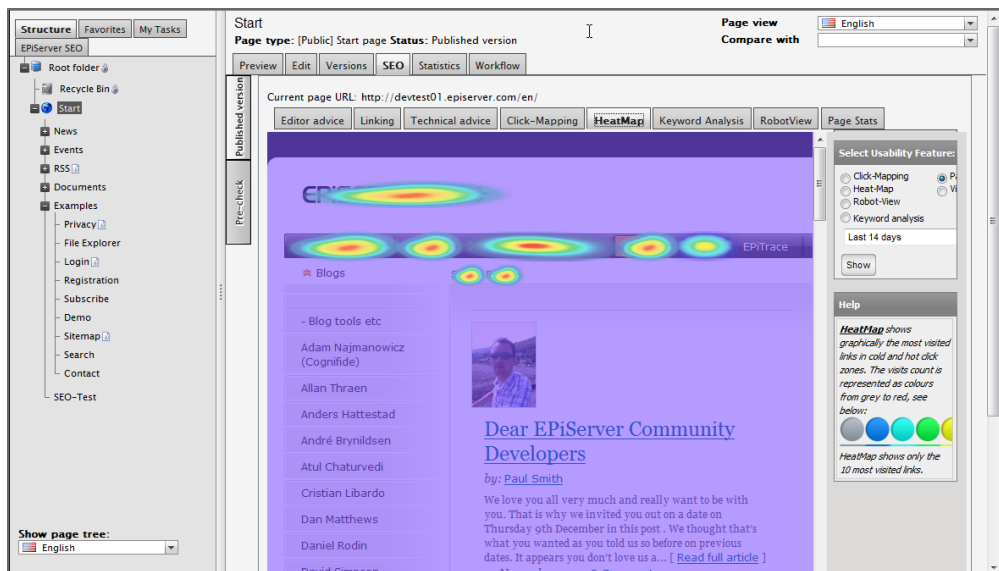 Structure Favorites My Tasks
EPiServer SEO
Root folder
Recycle Bin
Start
News
Events
RSS
Documents
Examples
Privacy
File Explorer
Login
Registration
Subscribe
Demo
Sitemap
Search
Contact
SEO-Test
Show page tree:
English
Start
Page type: [Public] Start page Status: Published version
Page view English
Compare with
Preview Edit Versions SEO Statistics Workflow
Published version
Pre-check
Current page URL: http://devtest01.episerver.com/en/
Editor advice Linking Technical advice Click-Mapping HeatMap Keyword Analysis RobotView Page Stats
EPiTrace
Blogs
- Blog tools etc
Adam Najmanowicz
(Cognifide)
Allan Thraen
Anders Hattestad
André Brynildsen
Atul Chaturvedi
Cristian Libardo
Dan Matthews
Daniel Rodin
Dear EPiServer Community
Developers
by: Paul Smith
We love you all very much and really want to be with
you. That is why we invited you out on a date on
Thursday 9th December in this post . We thought that's
what you wanted as you told us so before on previous
dates. It appears you don't love us a... [ Read full article ]
Select Usability Feature:
Click-Mapping
Heat-Map
Robot-View
Keyword analysis
Last 14 days
Show
Help
HeatMap shows
graphically the most visited
links in cold and hot click
zones. The visits count is
represented as colours
from grey to red, see
below:
HeatMap shows only the
10 most visited links.